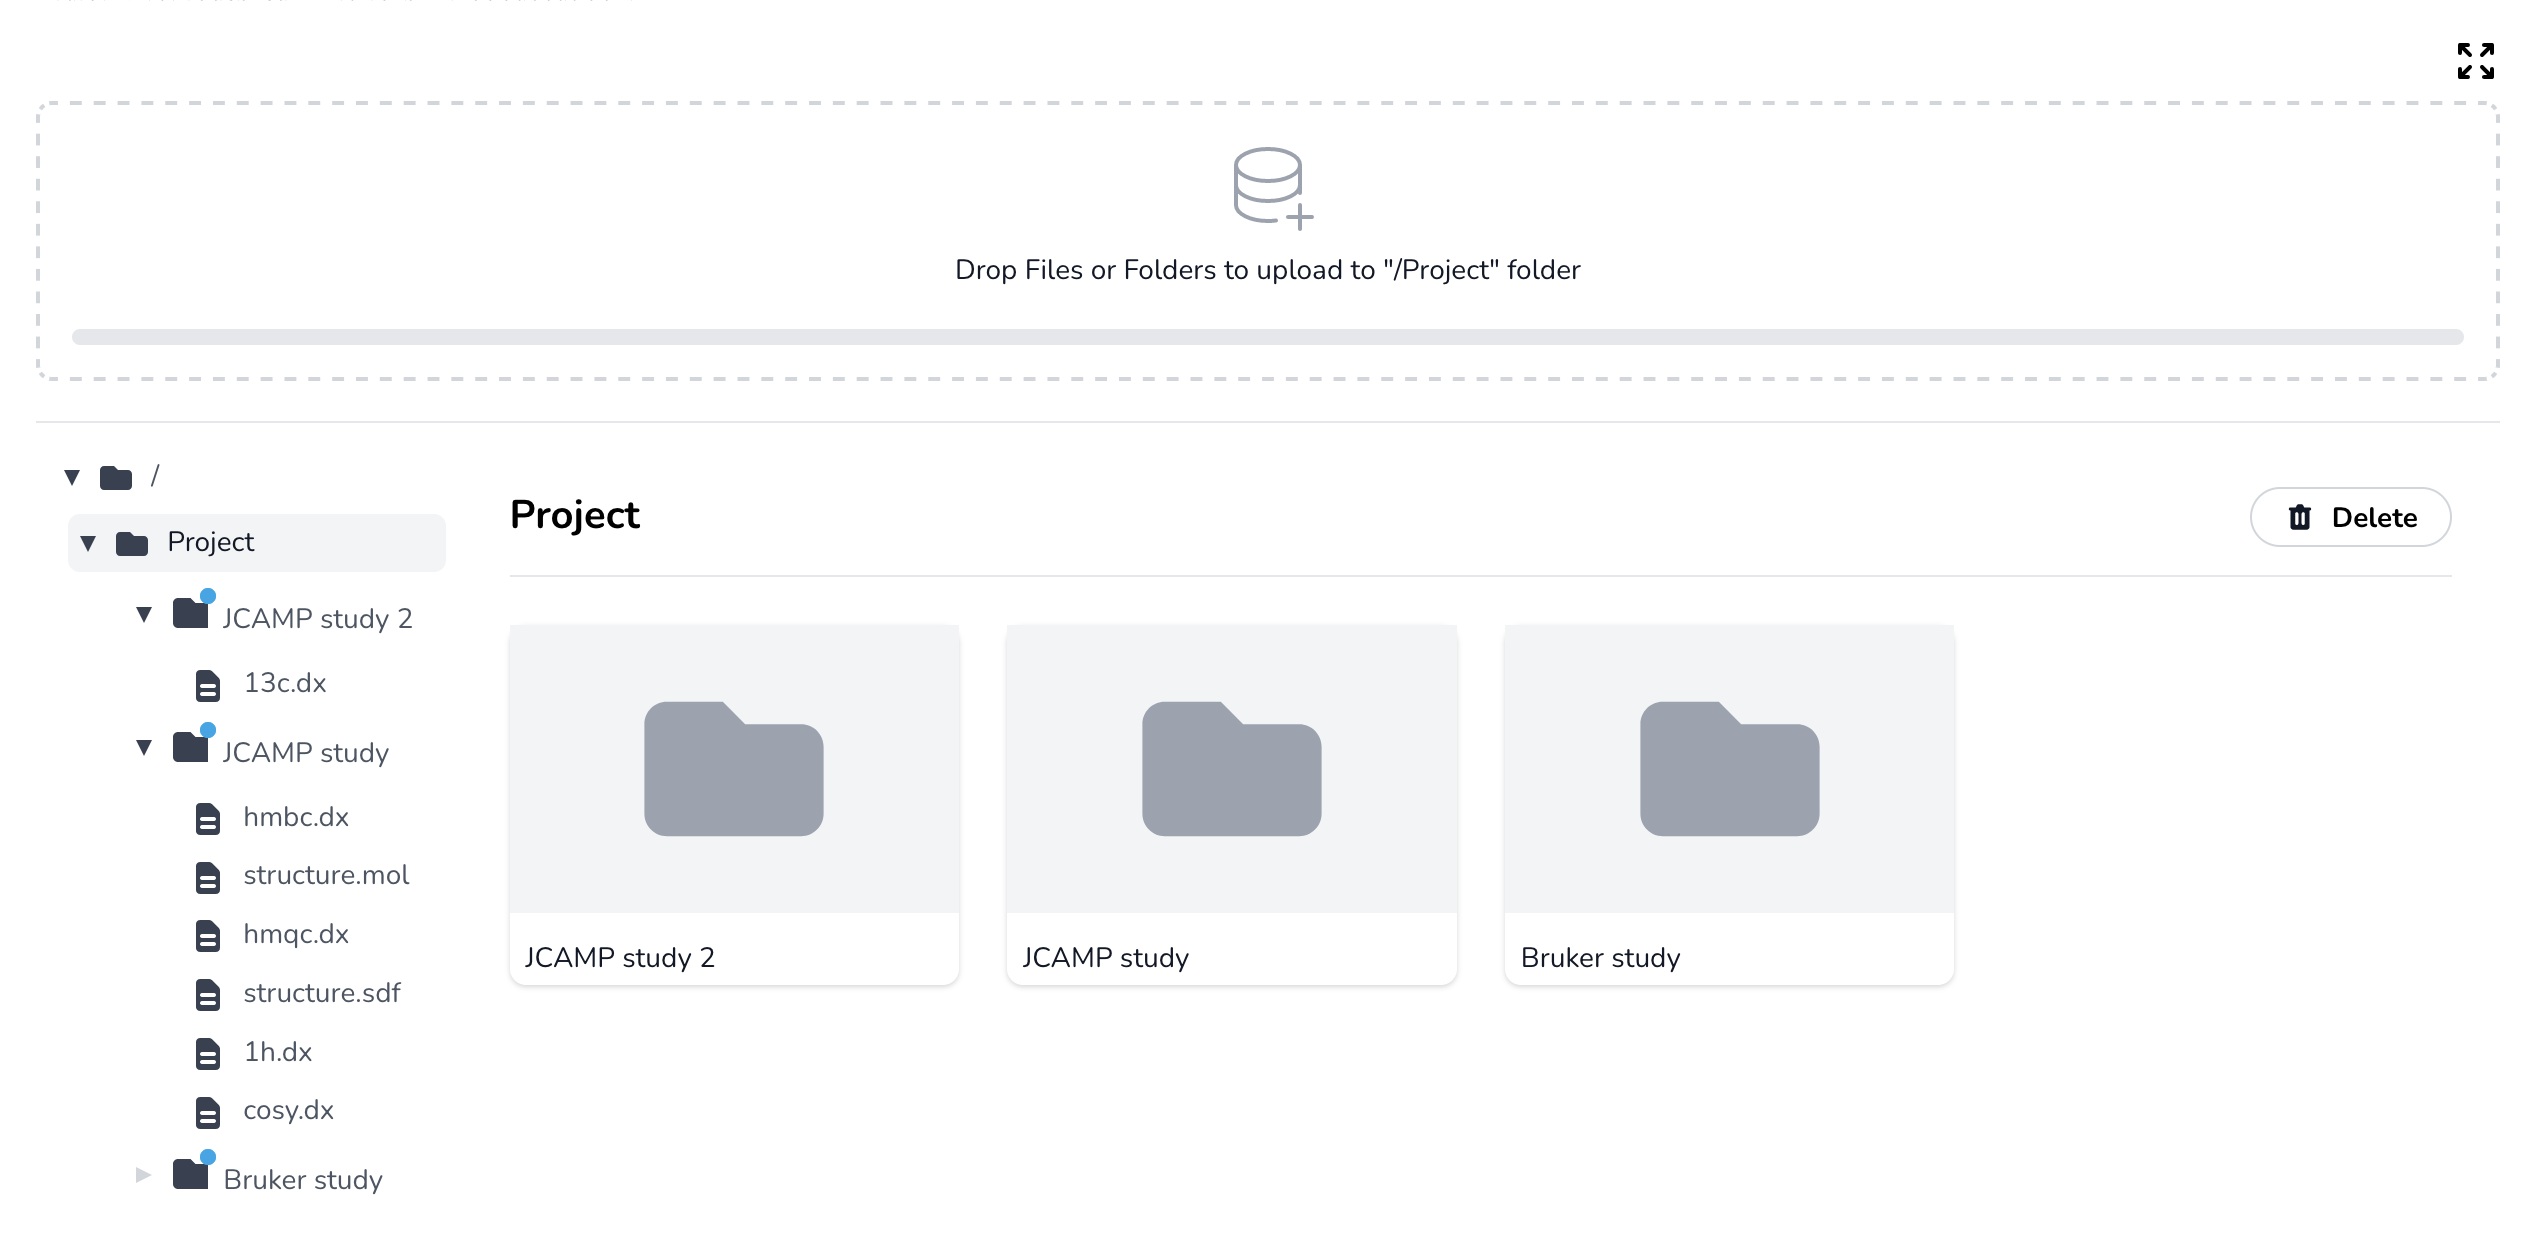 Drop Files or Folders to upload to "/Project" folder
/
Project
JCAMP study 2
13c.dx
JCAMP study
hmbc.dx
structure.mol
hmqc.dx
structure.sdf
1h.dx
cosy.dx
Bruker study
Project
Delete
JCAMP study 2
JCAMP study
Bruker study